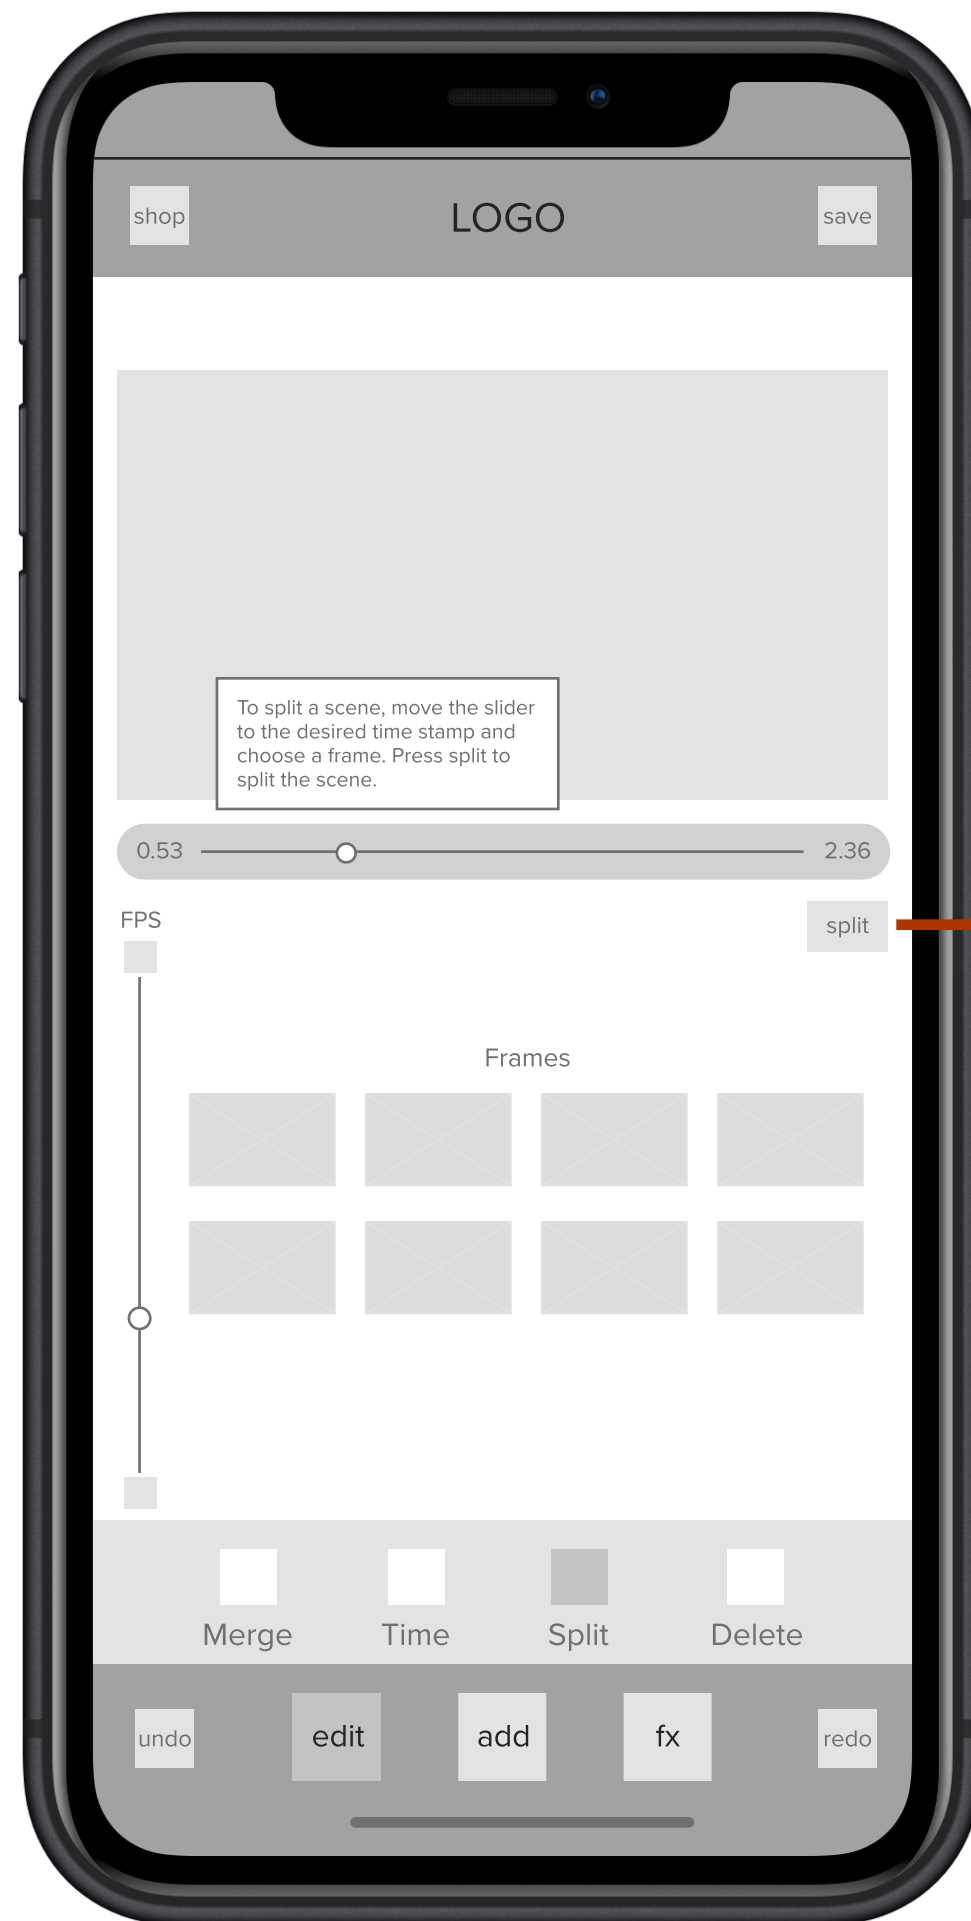 shop
LOGO
save
To split a scene, move the slider
to the desired time stamp and
choose a frame. Press split to
split the scene.
0.53
2.36
FPS
split
Frames
Merge
Time
Split
Delete
undo
edit
add
fx
redo